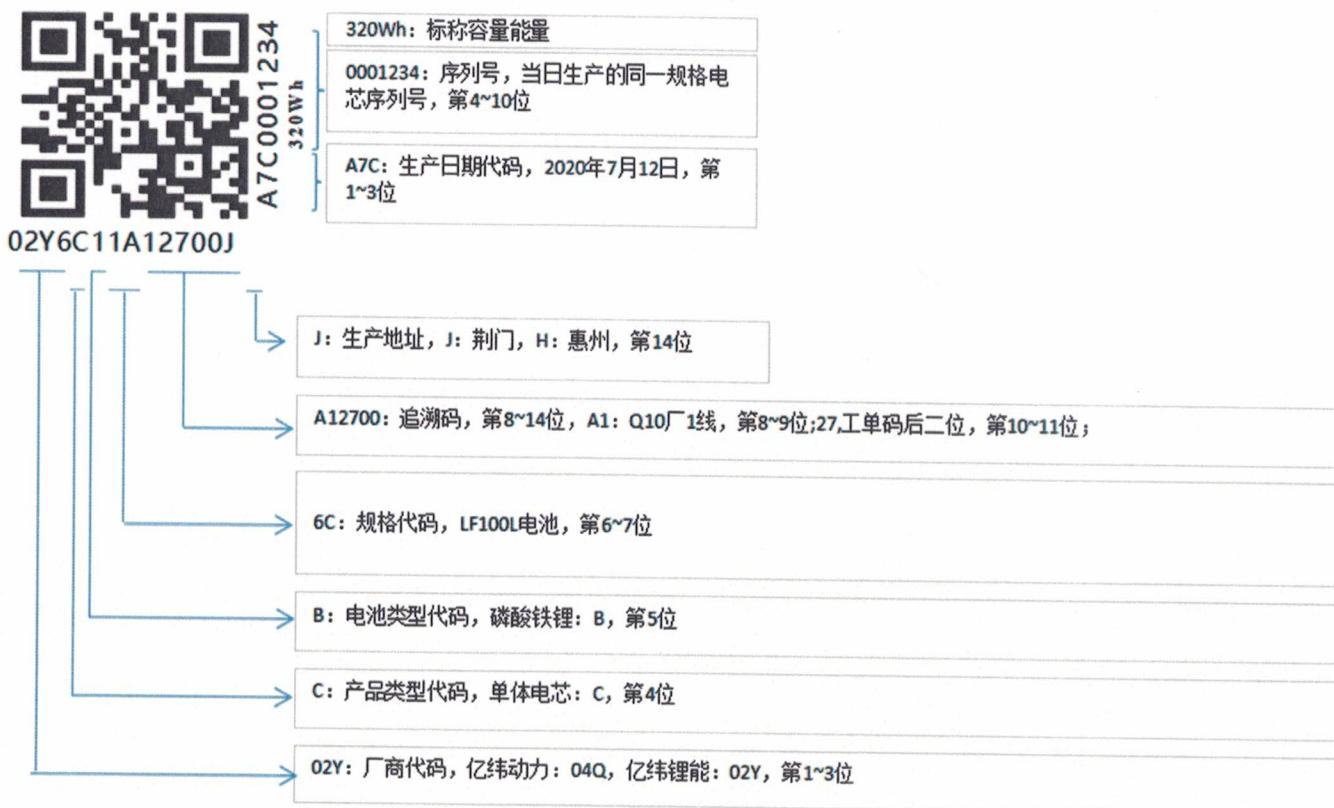 A7C0001234
320Wh
02Y6C11A12700J
320Wh：标称容量能量
0001234：序列号，当日生产的同一规格电
芯序列号，第4~10位
A7C：生产日期代码，2020年7月12日，第
1~3位
J：生产地址，J：荆门，H：惠州，第14位
A12700：追溯码，第8~14位，A1：Q10厂1线，第8~9位;27,工单码后二位，第10~11位；
6C：规格代码，LF100L电池，第6~7位
B：电池类型代码，磷酸铁锂：B，第5位
C：产品类型代码，单体电芯：C，第4位
02Y：厂商代码，亿纬动力：04Q，亿纬锂能：02Y，第1~3位